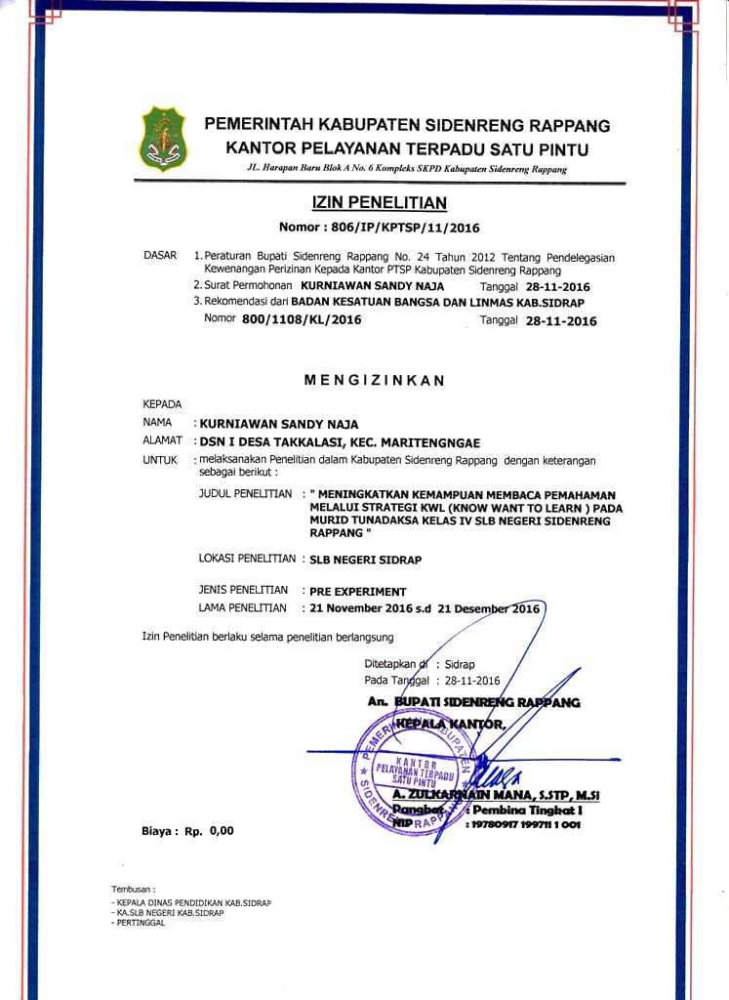 PEMERINTAH KABUPATEN SIDENRENG RAPPANG
KANTOR PELAYANAN TERPADU SATU PINTU
JL. Harapan Baru Blok A No. 6 Kompleks SKPD Kabupaten Sidenreng Rappang
IZIN PENELITIAN
Nomor : 806/IP/KPTSP/11/2016
DASAR 1. Peraturan Bupati Sidenreng Rappang No. 24 Tahun 2012 Tentang Pendelegasian
Kewenangan Perizinan Kepada Kantor PTSP Kabupaten Sidenreng Rappang
2. Surat Permohonan KURNIAWAN SANDY NAJA Tanggal 28-11-2016
3. Rekomendasi dari BADAN KESATUAN BANGSA DAN LINMAS KAB.SIDRAP
Nomor 800/1108/KL/2016 Tanggal 28-11-2016
MENGIZINKAN
KEPADA
NAMA : KURNIAWAN SANDY NAJA
ALAMAT : DSN I DESA TAKKALASI, KEC. MARITENGNGAE
UNTUK : melaksanakan Penelitian dalam Kabupaten Sidenreng Rappang dengan keterangan
sebagai berikut :
JUDUL PENELITIAN : " MENINGKATKAN KEMAMPUAN MEMBACA PEMAHAMAN
MELALUI STRATEGI KWL (KNOW WANT TO LEARN ) PADA
MURID TUNADAKSA KELAS IV SLB NEGERI SIDENRENG
RAPPANG "
LOKASI PENELITIAN : SLB NEGERI SIDRAP
JENIS PENELITIAN : PRE EXPERIMENT
LAMA PENELITIAN : 21 November 2016 s.d 21 Desember 2016
Izin Penelitian berlaku selama penelitian berlangsung
Ditetapkan di : Sidrap
Pada Tanggal : 28-11-2016
An. BUPATI SIDENRENG RAPPANG
KEPALA KANTOR,
PEMERINTAH KABUPATEN
KANTOR
PELAYANAN TERPADU
SATU PINTU
SIDENRENG RAPPANG
A. ZULKARNAIN MANA, S.STP, M.Si
Pangkat : Pembina Tingkat I
NIP : 19780917 199711 1 001
Biaya : Rp. 0,00
Tembusan :
- KEPALA DINAS PENDIDIKAN KAB.SIDRAP
- KA.SLB NEGERI KAB.SIDRAP
- PERTINGGAL